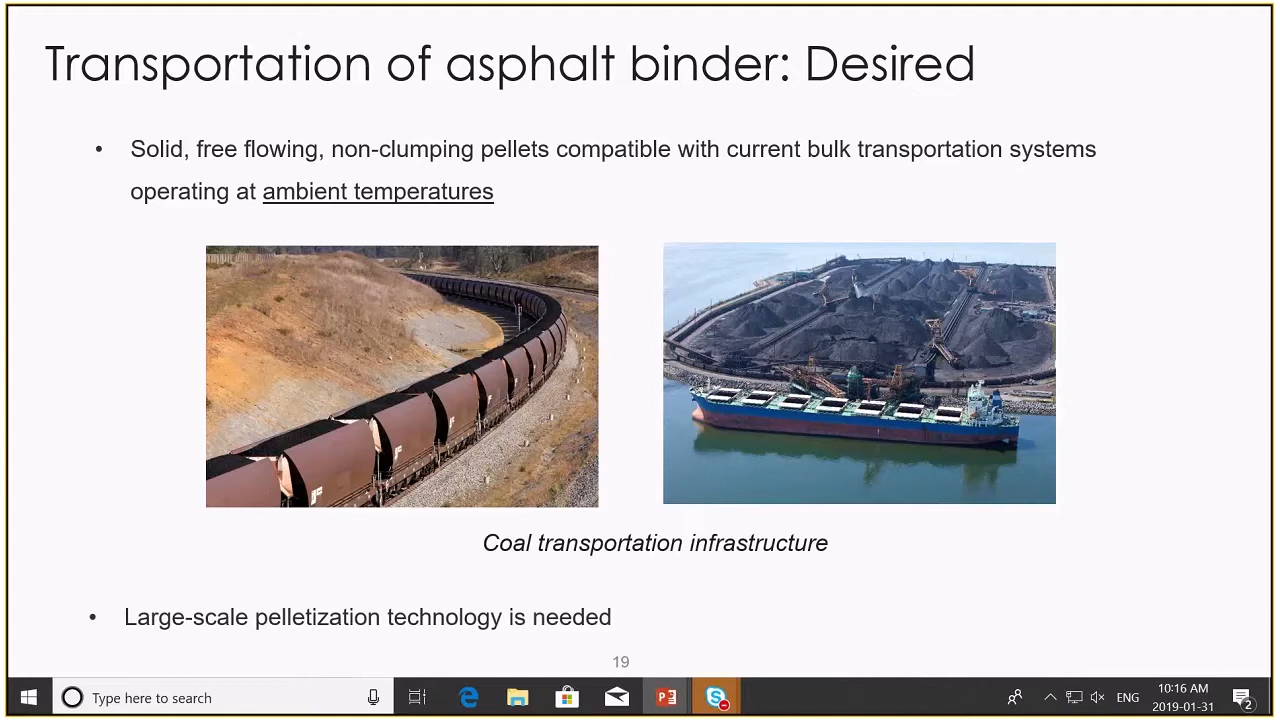 Transportation of asphalt binder: Desired
• Solid, free flowing, non-clumping pellets compatible with current bulk transportation systems
operating at ambient temperatures
Coal transportation infrastructure
• Large-scale pelletization technology is needed
19
Type here to search
ENG
10:16 AM
2019-01-31
2